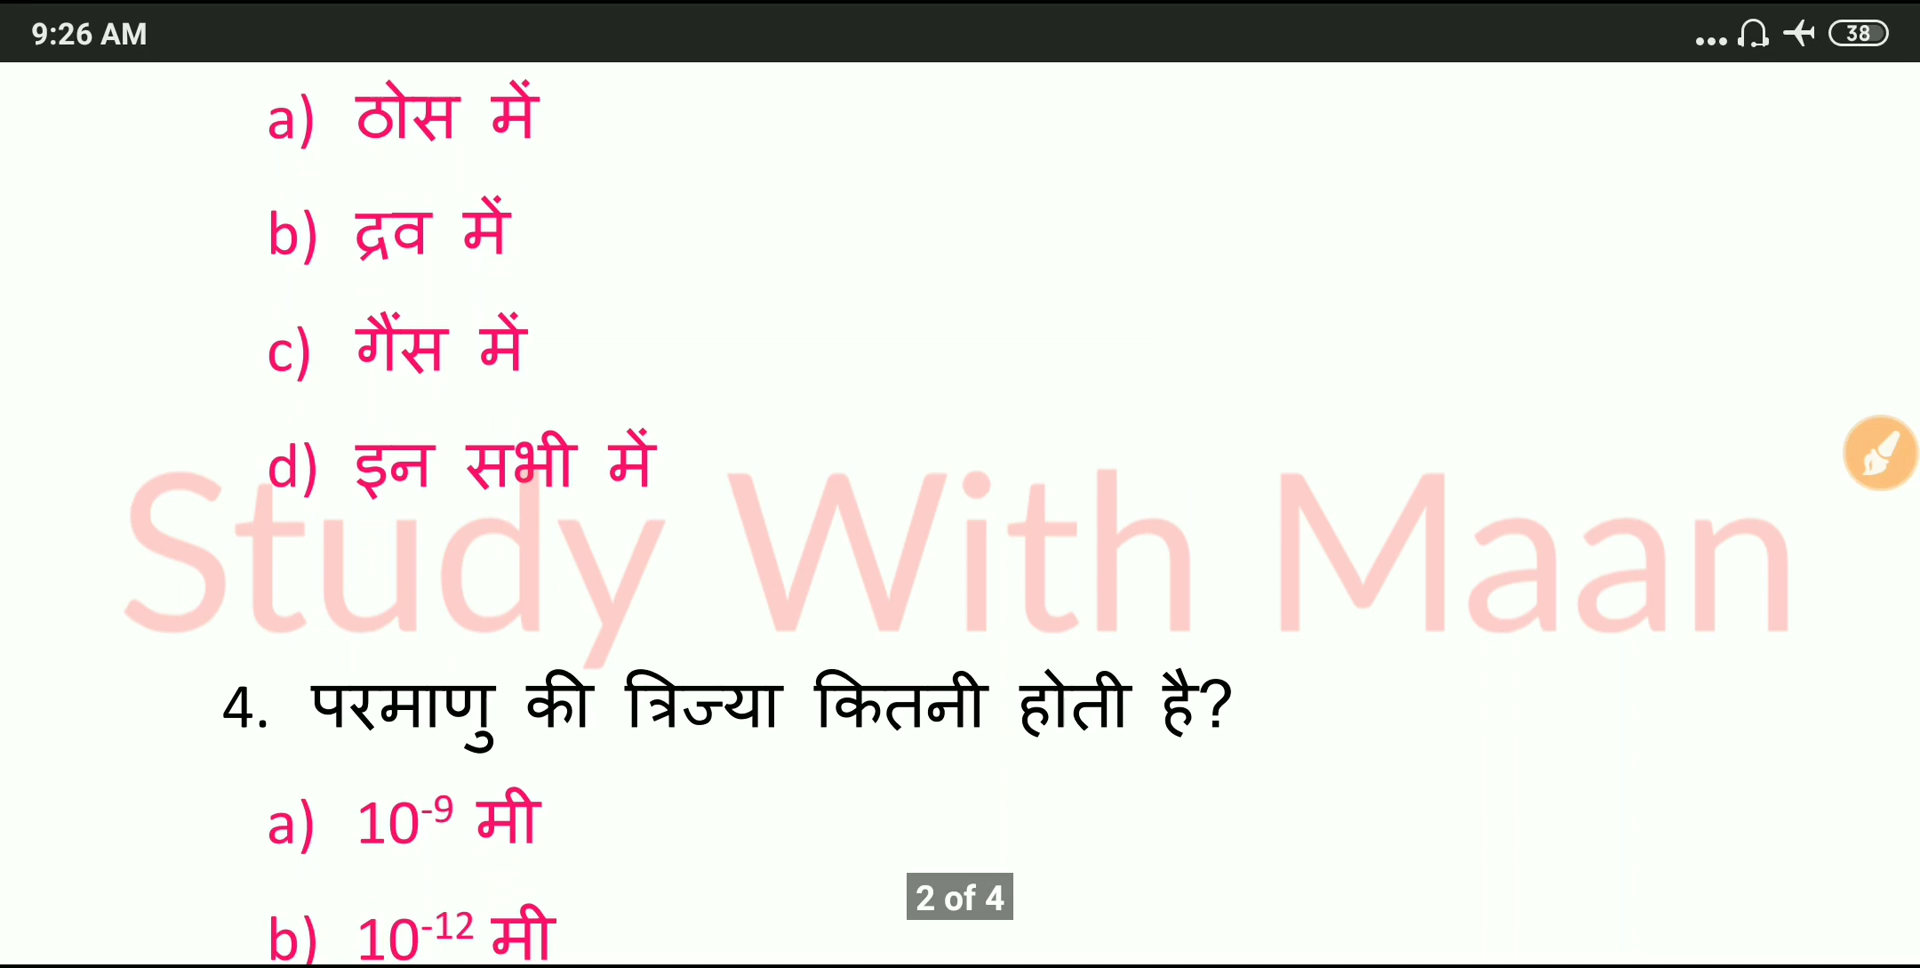 9:26 AM
38
a) ठोस में
b) द्रव में
c) गैंस में
d) इन सभी में
Study With Maan
4. परमाणु की त्रिज्या कितनी होती है?
a) 10⁻⁹ मी
2 of 4
b) 10⁻¹² मी